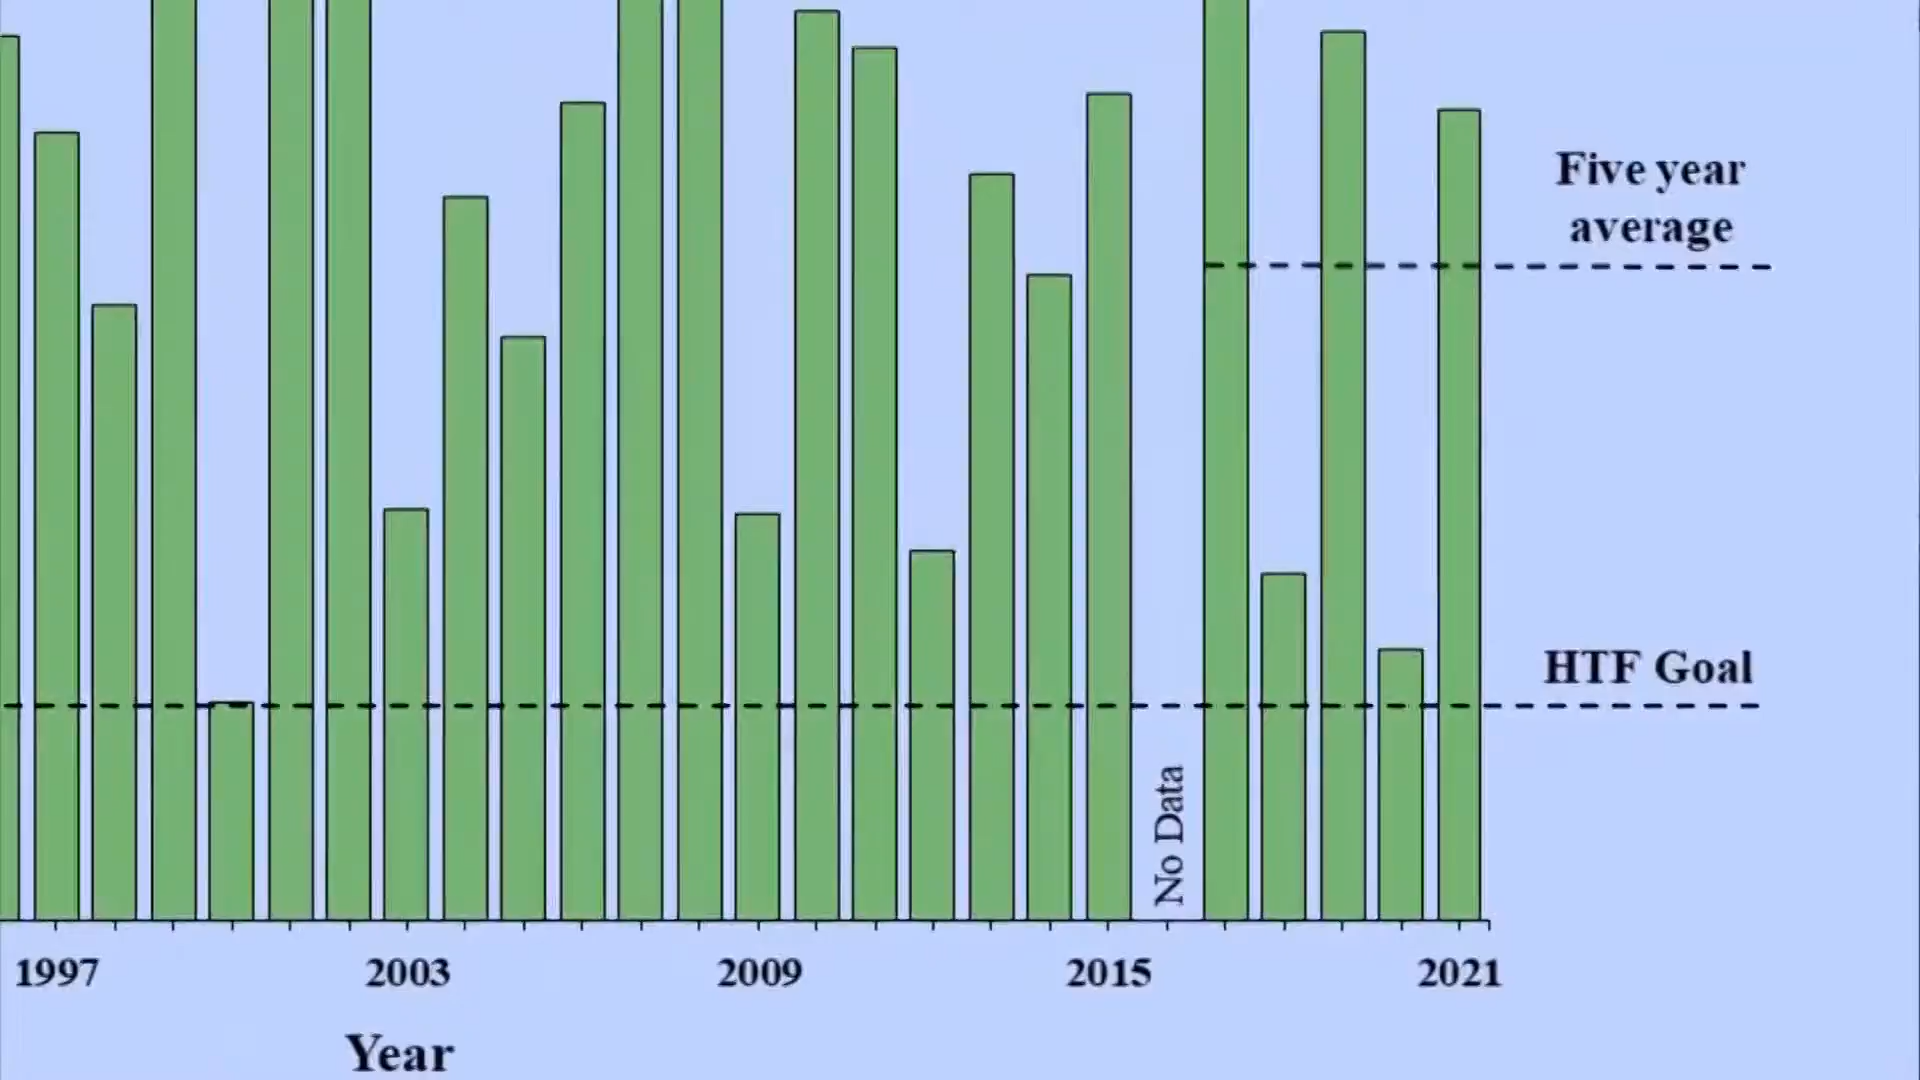 Five year
average
HTF Goal
No Data
1997
2003
2009
2015
2021
Year